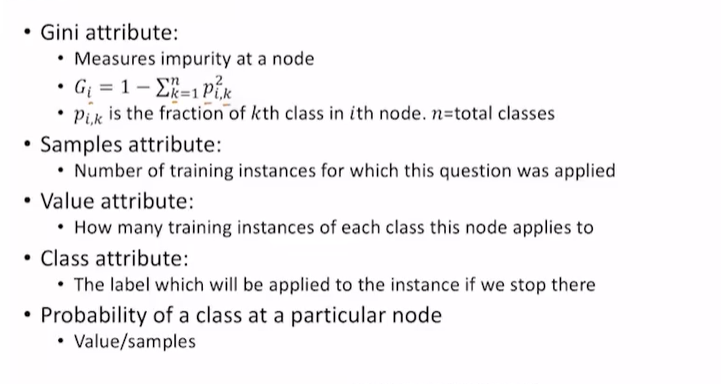 • Gini attribute:
• Measures impurity at a node
• $G_i = 1 - \sum_{k=1}^{n} p_{i,k}^2$
• $p_{i,k}$ is the fraction of $k$th class in $i$th node. $n$=total classes
• Samples attribute:
• Number of training instances for which this question was applied
• Value attribute:
• How many training instances of each class this node applies to
• Class attribute:
• The label which will be applied to the instance if we stop there
• Probability of a class at a particular node
• Value/samples